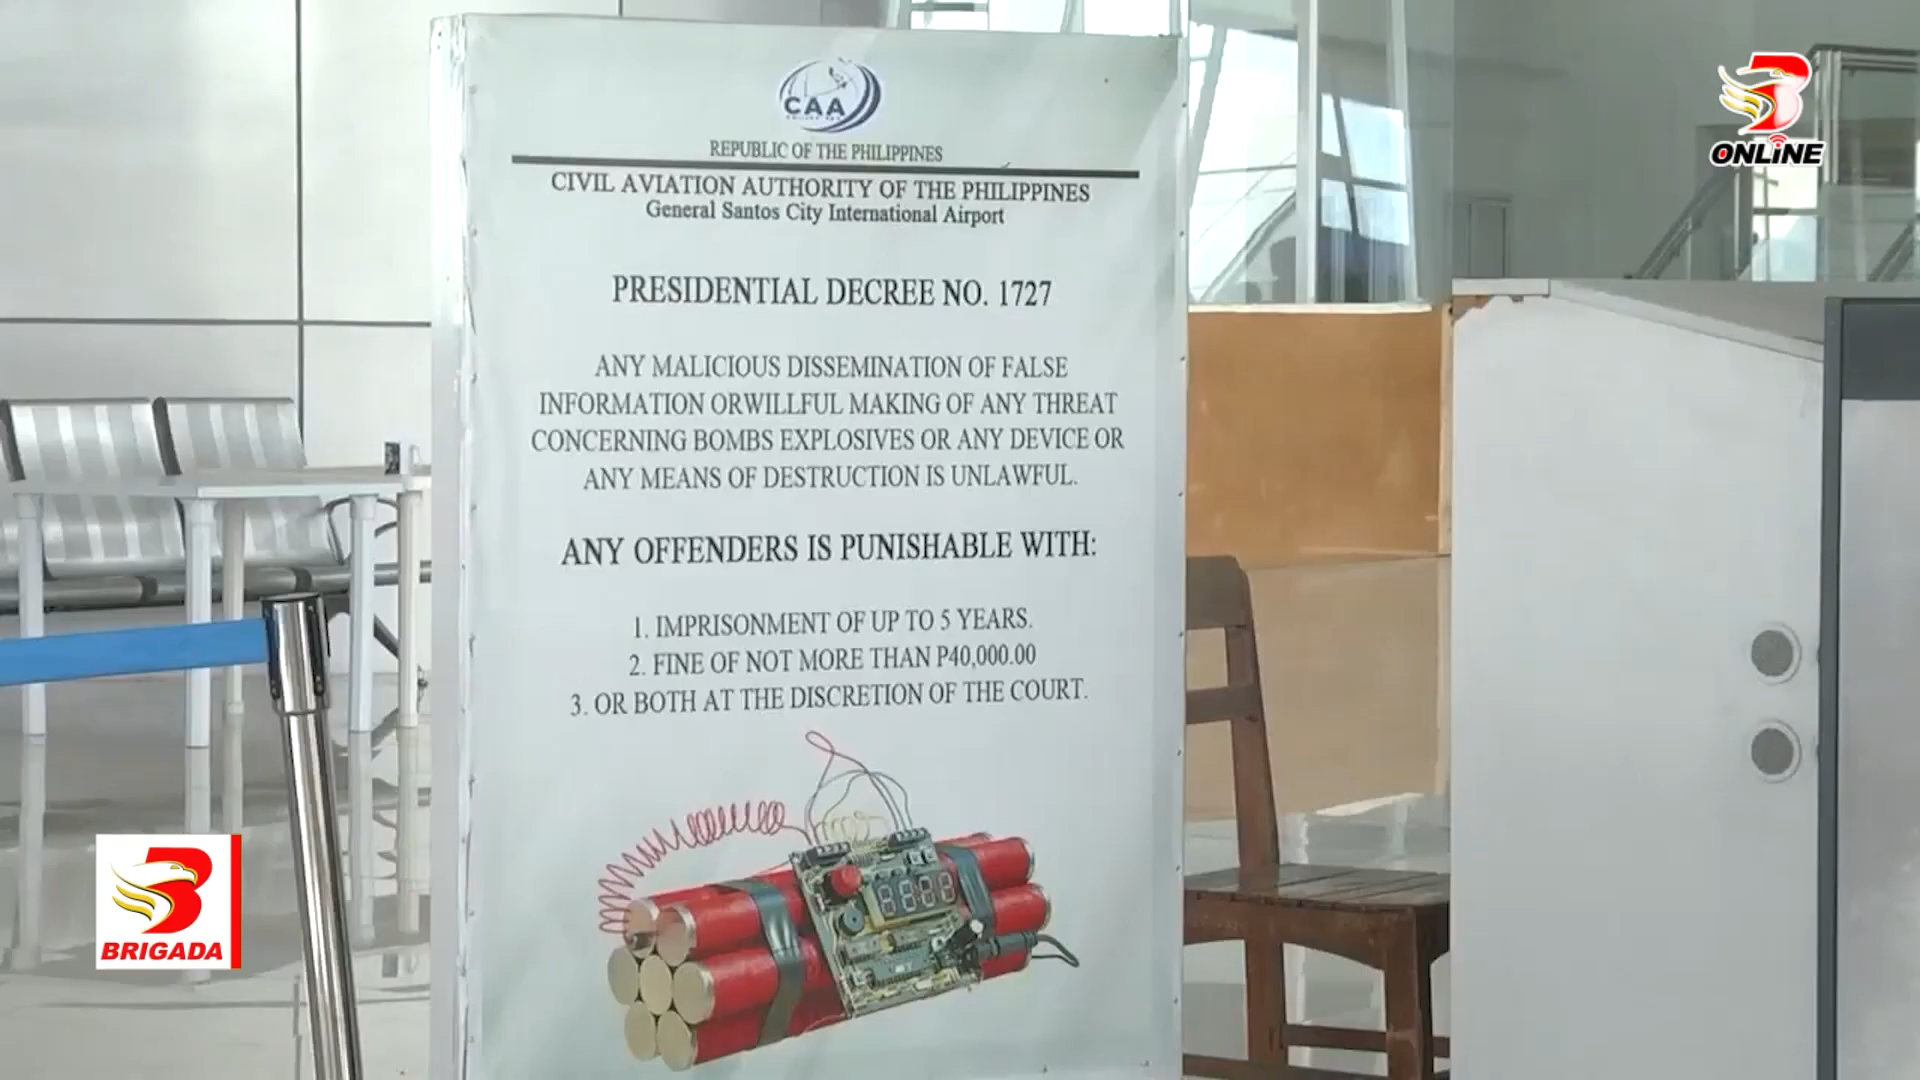 CAA
REPUBLIC OF THE PHILIPPINES
CIVIL AVIATION AUTHORITY OF THE PHILIPPINES
General Santos City International Airport
PRESIDENTIAL DECREE NO. 1727
ANY MALICIOUS DISSEMINATION OF FALSE
INFORMATION ORWILLFUL MAKING OF ANY THREAT
CONCERNING BOMBS EXPLOSIVES OR ANY DEVICE OR
ANY MEANS OF DESTRUCTION IS UNLAWFUL.
ANY OFFENDERS IS PUNISHABLE WITH:
1. IMPRISONMENT OF UP TO 5 YEARS.
2. FINE OF NOT MORE THAN P40,000.00
3. OR BOTH AT THE DISCRETION OF THE COURT.
B
ONLINE
B
BRIGADA